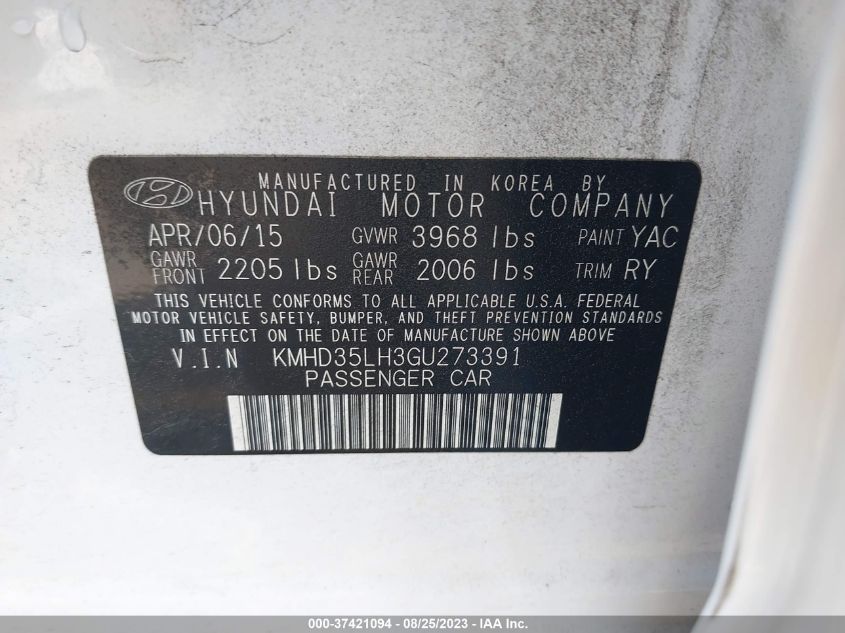 MANUFACTURED IN KOREA BY
HYUNDAI MOTOR COMPANY
APR/06/15 GVWR 3968 lbs PAINT YAC
GAWR FRONT 2205 lbs GAWR REAR 2006 lbs TRIM RY
THIS VEHICLE CONFORMS TO ALL APPLICABLE U.S.A. FEDERAL
MOTOR VEHICLE SAFETY, BUMPER, AND THEFT PREVENTION STANDARDS
IN EFFECT ON THE DATE OF MANUFACTURE SHOWN ABOVE
V.I.N KMHD35LH3GU273391
PASSENGER CAR
000-37421094 - 08/25/2023 - IAA Inc.